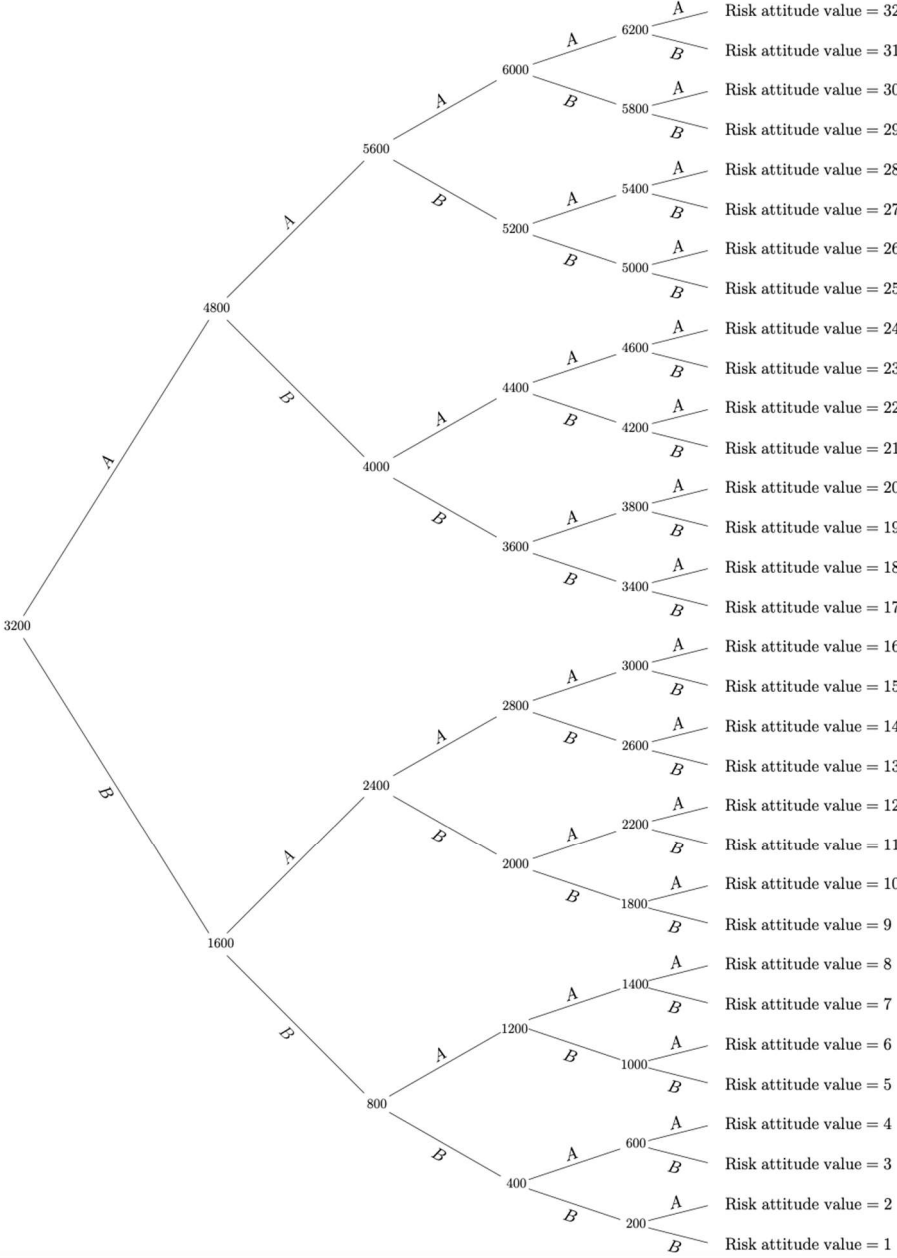 A Risk attitude value = 32
6200
A
B Risk attitude value = 31
6000
A Risk attitude value = 30
A B
5800
B Risk attitude value = 29
5600
A Risk attitude value = 28
5400
B A
B Risk attitude value = 27
A
5200
A Risk attitude value = 26
B
5000
B Risk attitude value = 25
4800
A Risk attitude value = 24
4600
A
B Risk attitude value = 23
4400
B
A Risk attitude value = 22
A B
4200
B Risk attitude value = 21
A
4000
A Risk attitude value = 20
3800
B A
B Risk attitude value = 19
3600
A Risk attitude value = 18
B
3400
B Risk attitude value = 17
3200
A Risk attitude value = 16
3000
A
B Risk attitude value = 15
2800
A Risk attitude value = 14
A B
2600
B Risk attitude value = 13
2400
B
A Risk attitude value = 12
2200
B A
B Risk attitude value = 11
A
2000
A Risk attitude value = 10
B
1800
B Risk attitude value = 9
1600
A Risk attitude value = 8
1400
A
B Risk attitude value = 7
1200
B
A Risk attitude value = 6
A B
1000
B Risk attitude value = 5
800
A Risk attitude value = 4
600
B A
B Risk attitude value = 3
400
A Risk attitude value = 2
B
200
B Risk attitude value = 1